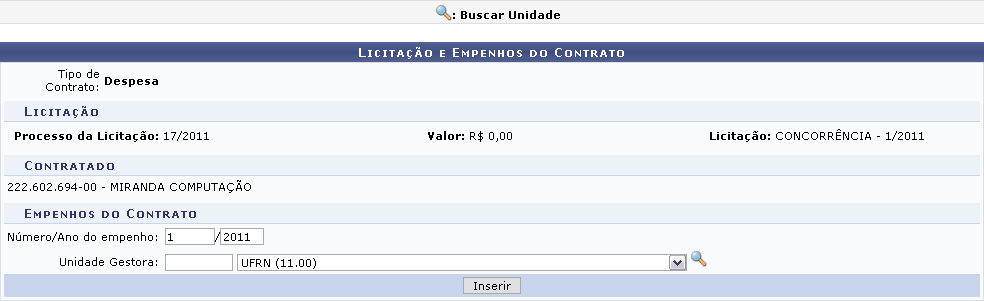 : Buscar Unidade
Licitação e Empenhos do Contrato
Tipo de
Contrato: Despesa
Licitação
Processo da Licitação: 17/2011 Valor: R$ 0,00 Licitação: CONCORRÊNCIA - 1/2011
Contratado
222.602.694-00 - MIRANDA COMPUTAÇÃO
Empenhos do Contrato
Número/Ano do empenho: 1 / 2011
Unidade Gestora: UFRN (11.00)
Inserir